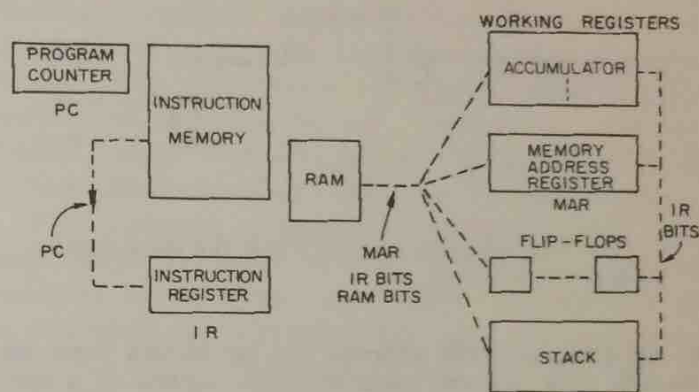 PROGRAM
COUNTER
PC
INSTRUCTION
MEMORY
PC
INSTRUCTION
REGISTER
IR
RAM
MAR
IR BITS
RAM BITS
WORKING REGISTERS
ACCUMULATOR
MEMORY
ADDRESS
REGISTER
MAR
FLIP-FLOPS
STACK
IR
BITS